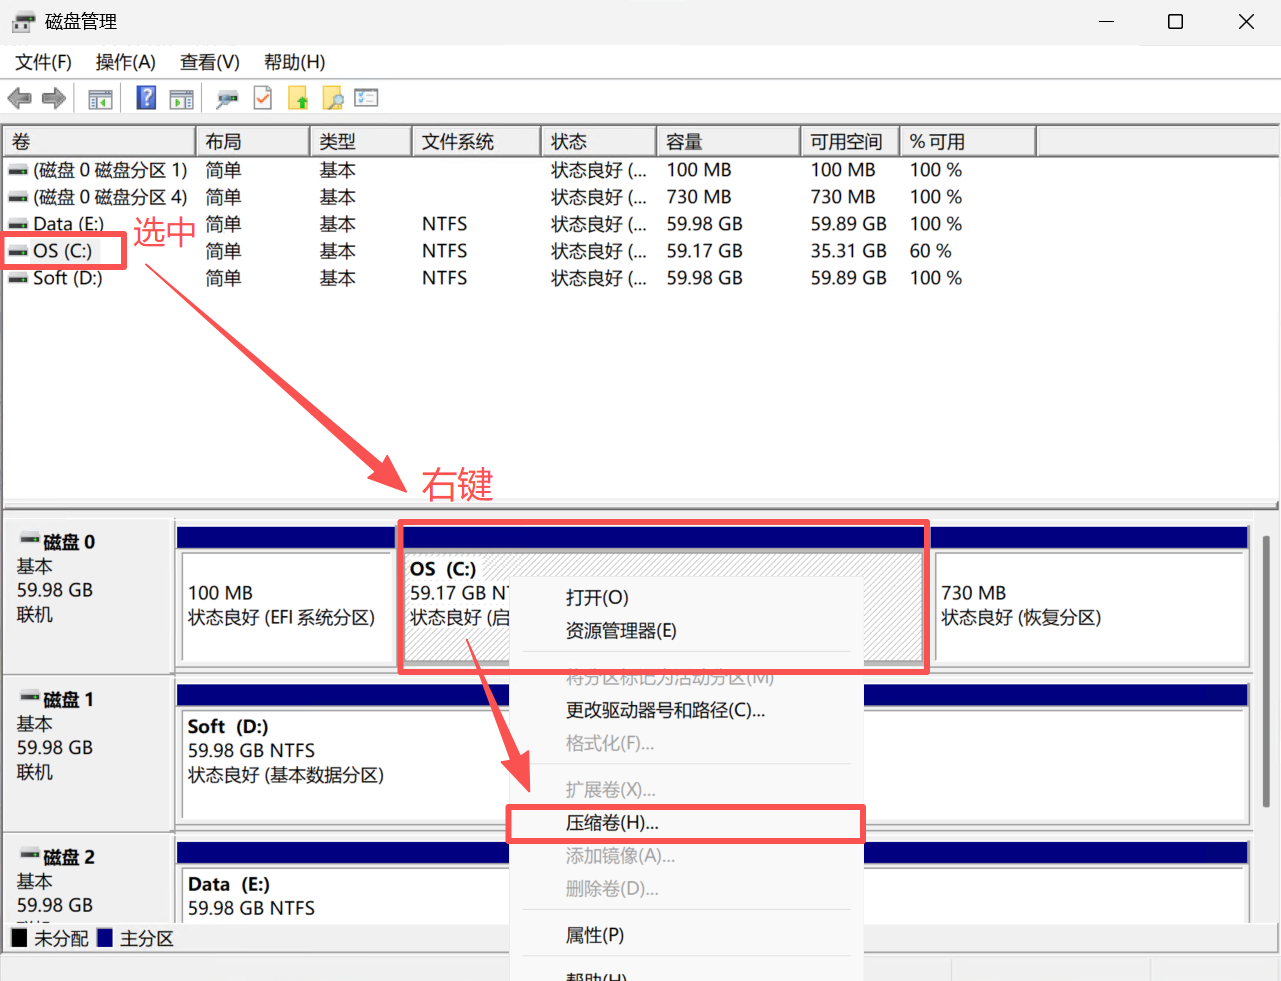 磁盘管理
文件(F) 操作(A) 查看(V) 帮助(H)
卷 布局 类型 文件系统 状态 容量 可用空间 % 可用
(磁盘 0 磁盘分区 1) 简单 基本 状态良好 (... 100 MB 100 MB 100 %
(磁盘 0 磁盘分区 4) 简单 基本 状态良好 (... 730 MB 730 MB 100 %
Data (E:) 简单 基本 NTFS 状态良好 (... 59.98 GB 59.89 GB 100 %
选中
OS (C:) 简单 基本 NTFS 状态良好 (... 59.17 GB 35.31 GB 60 %
Soft (D:) 简单 基本 NTFS 状态良好 (... 59.98 GB 59.89 GB 100 %
右键
磁盘 0
基本
59.98 GB
联机
100 MB
状态良好 (EFI 系统分区)
OS (C:)
59.17 GB
状态良好 (启
730 MB
状态良好 (恢复分区)
打开(O)
资源管理器(E)
将分区标记为活动分区(M)
更改驱动器号和路径(C)...
格式化(F)...
扩展卷(X)...
压缩卷(H)...
添加镜像(A)...
删除卷(D)...
属性(P)
帮助(H)
磁盘 1
基本
59.98 GB
联机
Soft (D:)
59.98 GB NTFS
状态良好 (基本数据分区)
磁盘 2
基本
59.98 GB
Data (E:)
59.98 GB NTFS
未分配 主分区